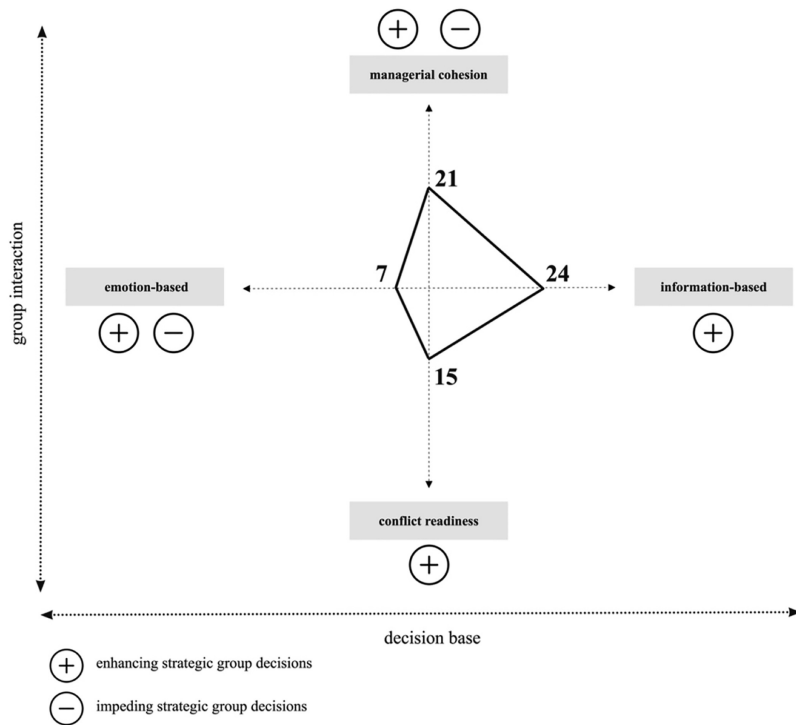 + −
managerial cohesion
21
group interaction
emotion-based
7
24
information-based
+ −
+
15
conflict readiness
+
decision base
+ enhancing strategic group decisions
− impeding strategic group decisions